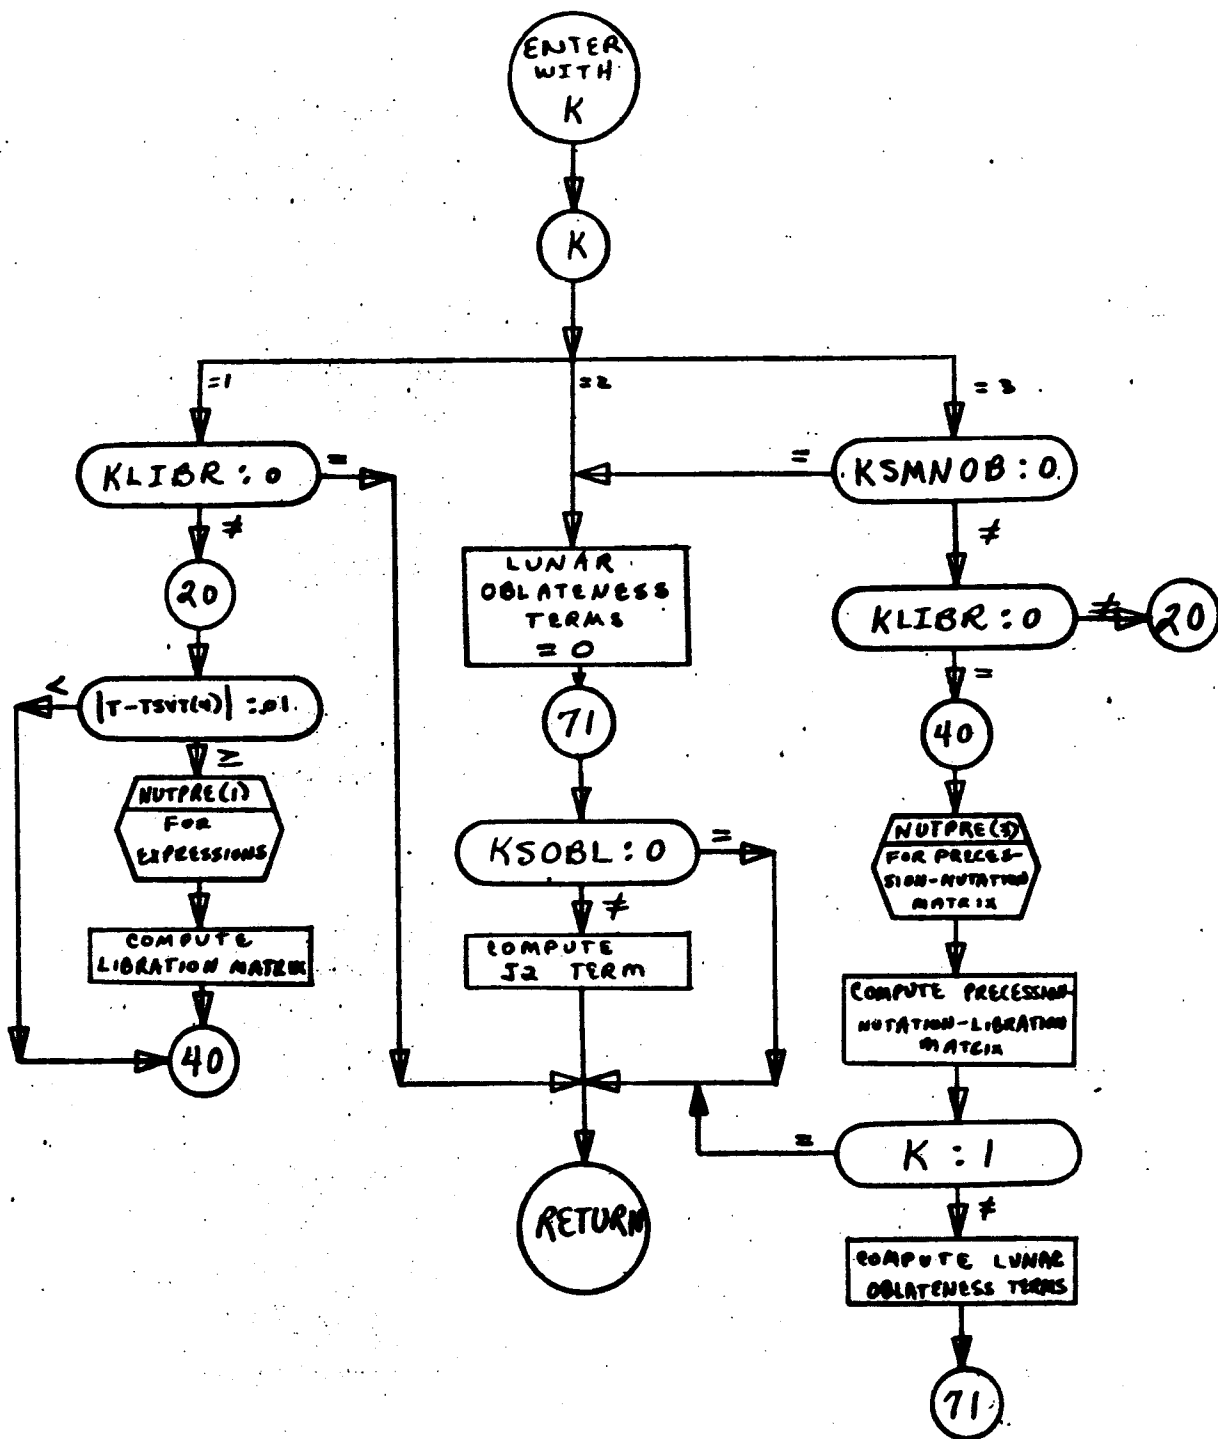 ENTER
WITH
K
K
=1
=2
= 3
KLIBR : 0
=
≠
20
|T-TSVT(4)| : .01
<
≥
NUTPRE(1)
FOR
EXPRESSIONS
COMPUTE
LIBRATION MATRIX
40
LUNAR
OBLATENESS
TERMS
= 0
71
KSOBL : 0
=
≠
COMPUTE
J2 TERM
RETURN
KSMNOB : 0
=
≠
KLIBR : 0
≠
20
=
40
NUTPRE(3)
FOR PRECES-
SION-NUTATION
MATRIX
COMPUTE PRECESSION-
NUTATION-LIBRATION
MATRIX
K : 1
=
≠
COMPUTE LUNAR
OBLATENESS TERMS
71